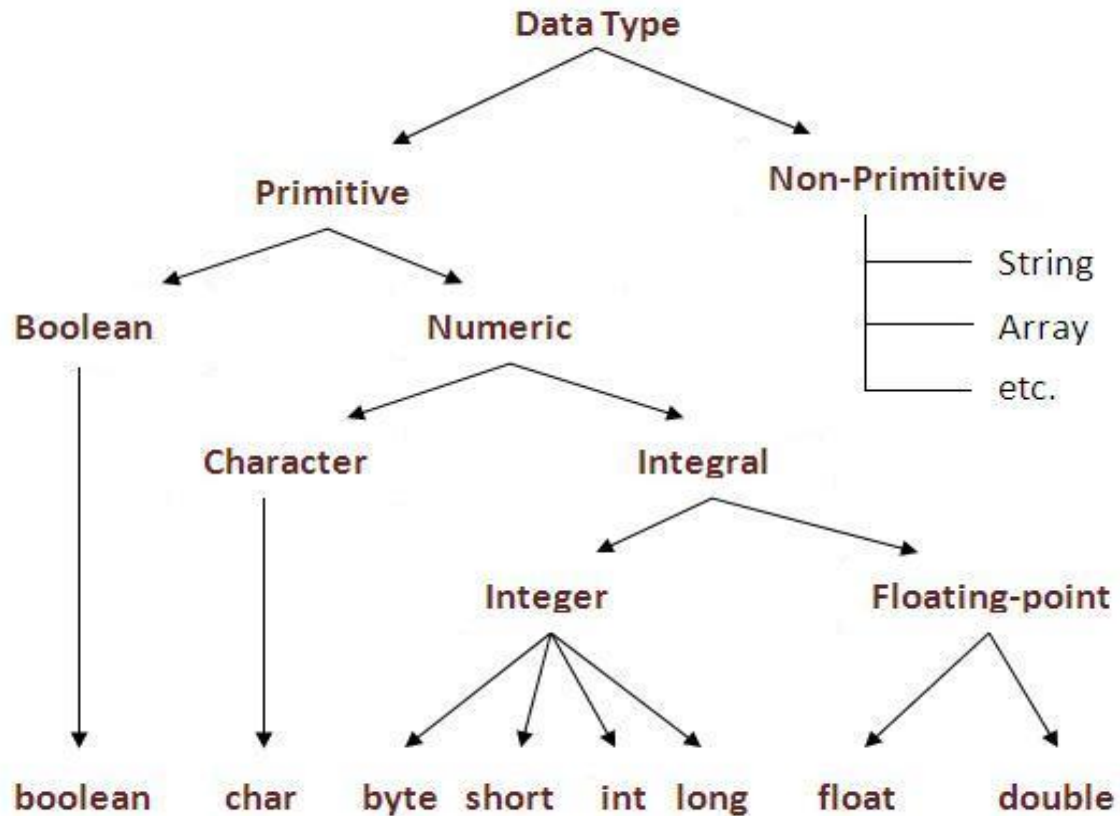 Data Type
Primitive
Non-Primitive
String
Array
etc.
Boolean
Numeric
Character
Integral
Integer
Floating-point
boolean
char
byte
short
int
long
float
double